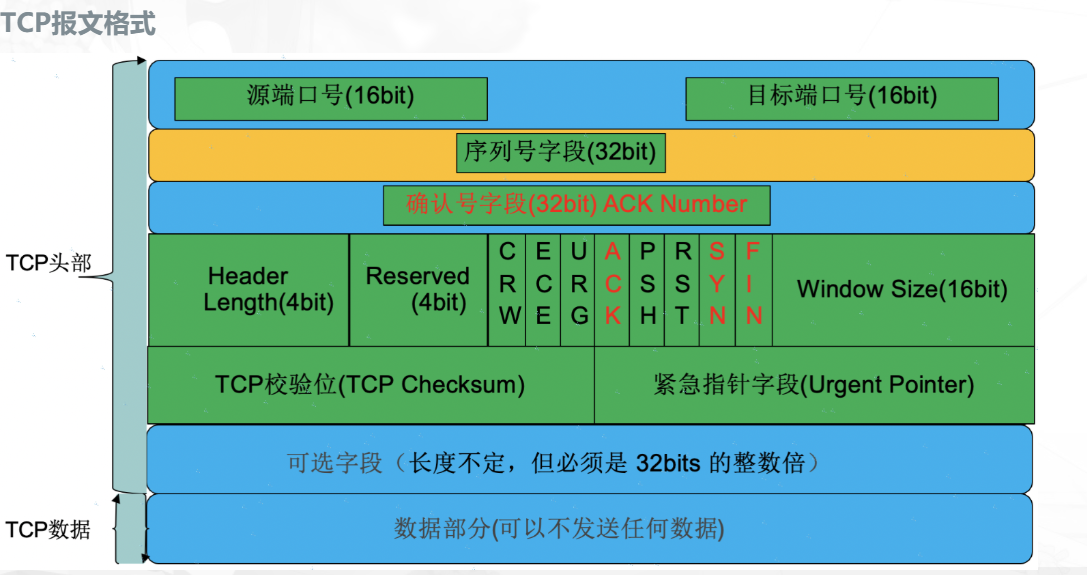 TCP报文格式
源端口号(16bit) 目标端口号(16bit)
序列号字段(32bit)
确认号字段(32bit) ACK Number
TCP头部
Header
Length(4bit)
Reserved
(4bit)
CRW
ECE
URG
ACK
PSH
RST
SYN
FIN
Window Size(16bit)
TCP校验位(TCP Checksum) 紧急指针字段(Urgent Pointer)
可选字段（长度不定，但必须是 32bits 的整数倍）
TCP数据
数据部分(可以不发送任何数据)